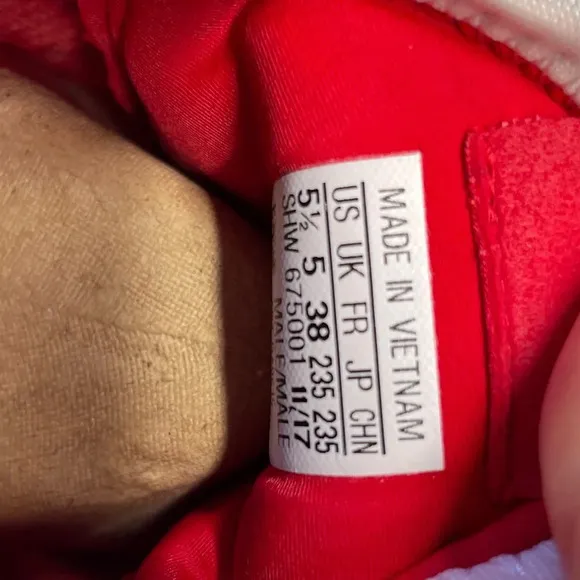 MADE IN VIETNAM
US UK FR JP CHN
5½ 5 38 235 235
SHW 675001 11/17
MALE/MALE